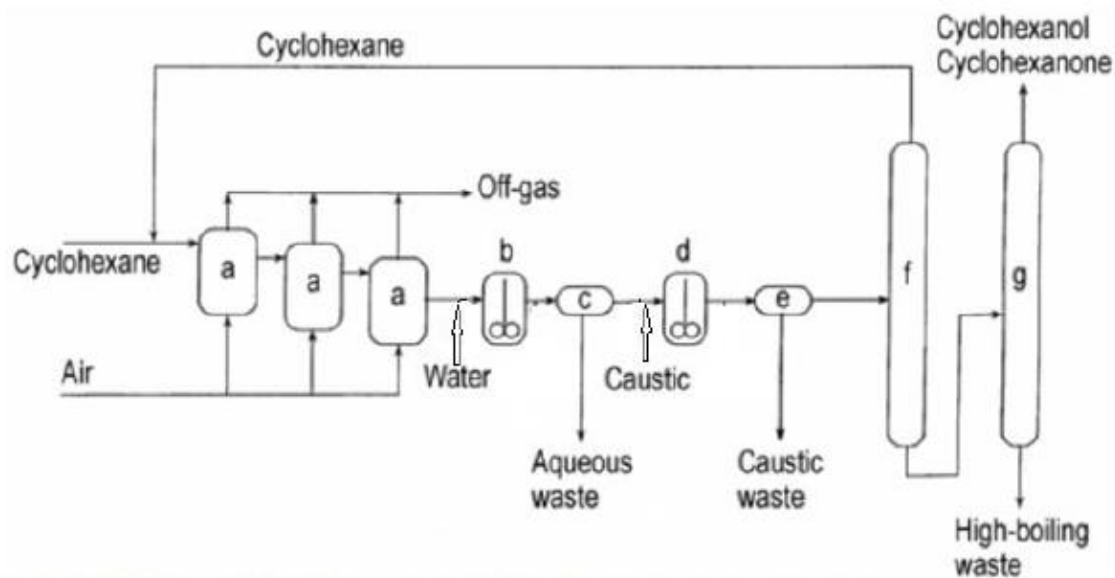 Cyclohexanol
Cyclohexanone
Cyclohexane
Off-gas
Cyclohexane
a
a
a
b
c
d
e
f
g
Air
Water
Caustic
Aqueous
waste
Caustic
waste
High-boiling
waste